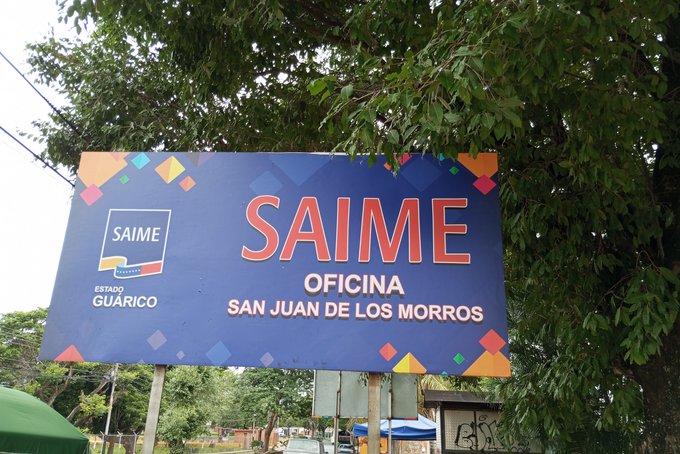 SAIME
ESTADO
GUÁRICO
SAIME
OFICINA
SAN JUAN DE LOS MORROS